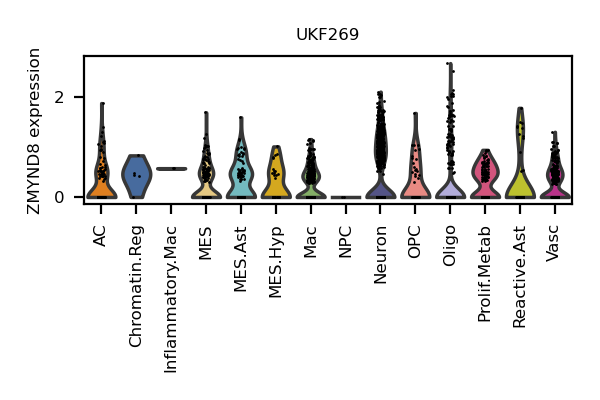 UKF269
ZMYND8 expression
2
0
AC
Chromatin.Reg
Inflammatory.Mac
MES
MES.Ast
MES.Hyp
Mac
NPC
Neuron
OPC
Oligo
Prolif.Metab
Reactive.Ast
Vasc